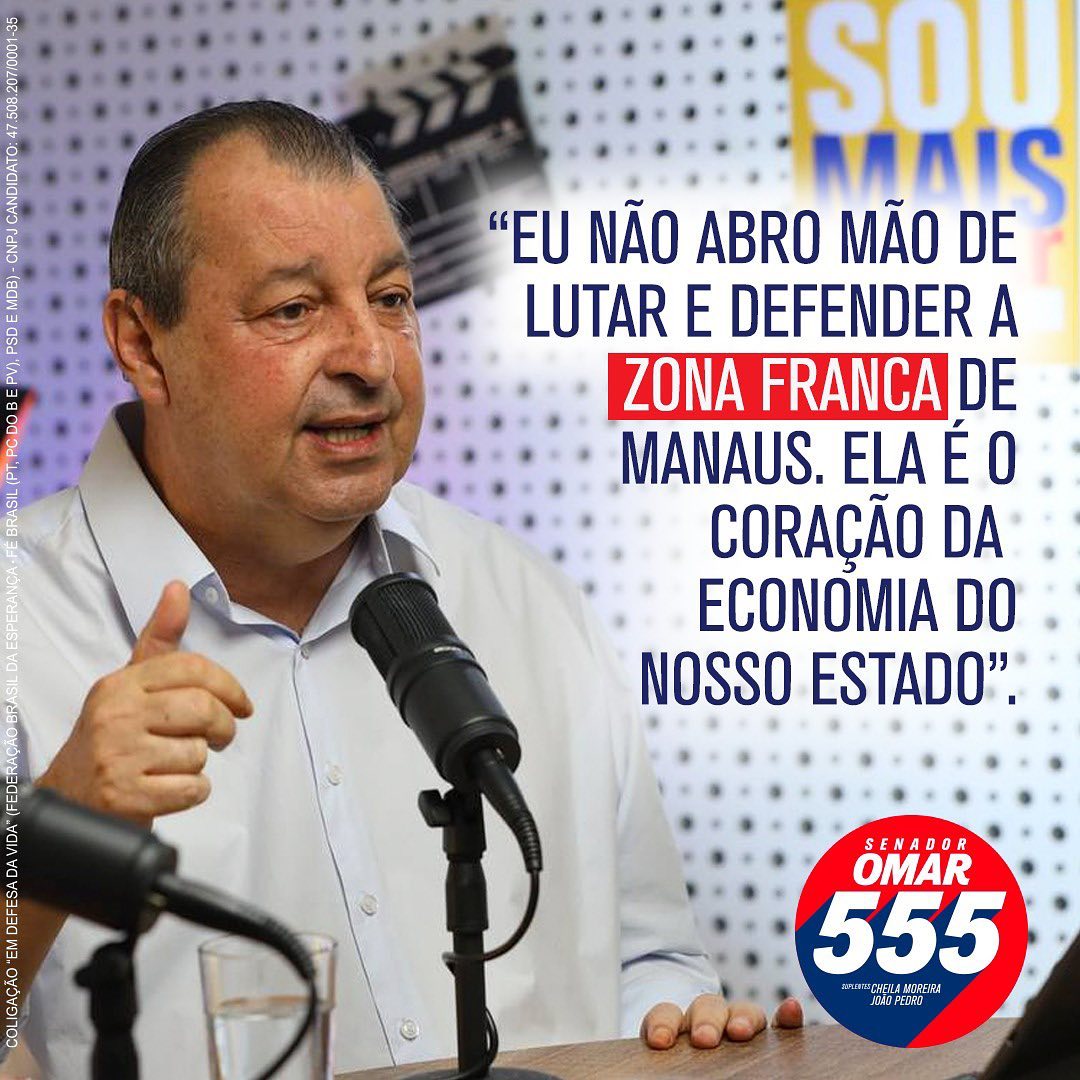 COLIGAÇÃO “EM DEFESA DA VIDA” (FEDERAÇÃO BRASIL DA ESPERANÇA - FÉ BRASIL (PT, PC DO B E PV), PSD E MDB) - CNPJ CANDIDATO: 47.508.207/0001-35
SOU
MAIS
“EU NÃO ABRO MÃO DE
LUTAR E DEFENDER A
ZONA FRANCA DE
MANAUS. ELA É O
CORAÇÃO DA
ECONOMIA DO
NOSSO ESTADO”.
SENADOR
OMAR
555
SUPLENTES CHEILA MOREIRA
JOÃO PEDRO